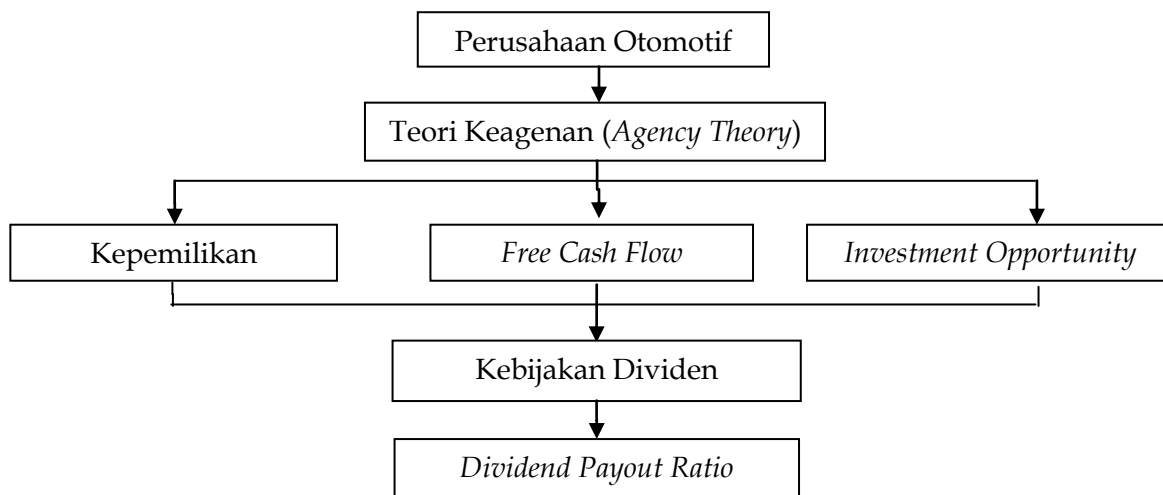 Perusahaan Otomotif
Teori Keagenan (Agency Theory)
Kepemilikan
Free Cash Flow
Investment Opportunity
Kebijakan Dividen
Dividend Payout Ratio